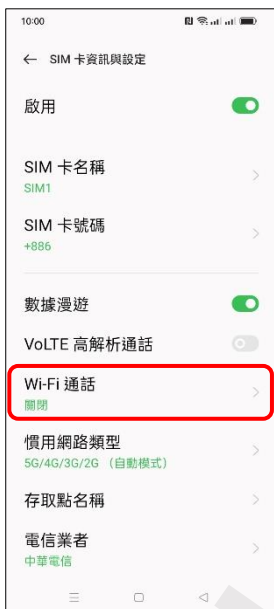 10:00
← SIM 卡資訊與設定
啟用
SIM 卡名稱
SIM1
SIM 卡號碼
+886
數據漫遊
VoLTE 高解析通話
Wi-Fi 通話
關閉
慣用網路類型
5G/4G/3G/2G （自動模式）
存取點名稱
電信業者
中華電信